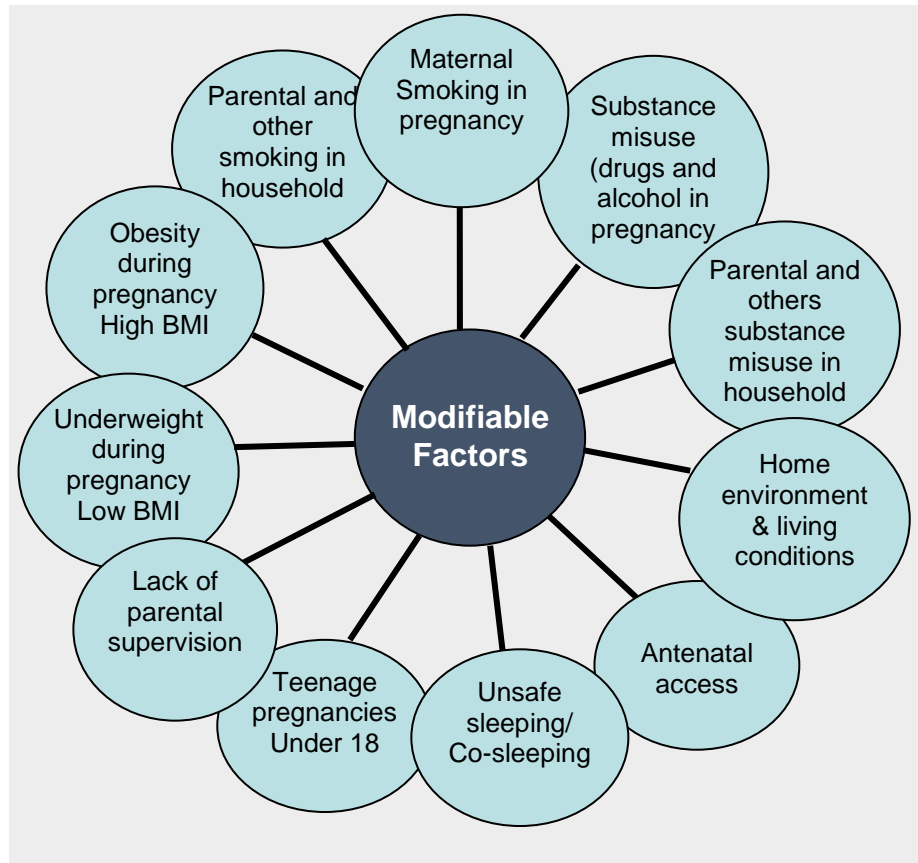 Maternal
Smoking in
pregnancy
Substance
misuse
(drugs and
alcohol in
pregnancy
Parental and
others
substance
misuse in
household
Home
environment
& living
conditions
Antenatal
access
Unsafe
sleeping/
Co-sleeping
Teenage
pregnancies
Under 18
Lack of
parental
supervision
Underweight
during
pregnancy
Low BMI
Obesity
during
pregnancy
High BMI
Parental and
other
smoking in
household
Modifiable
Factors